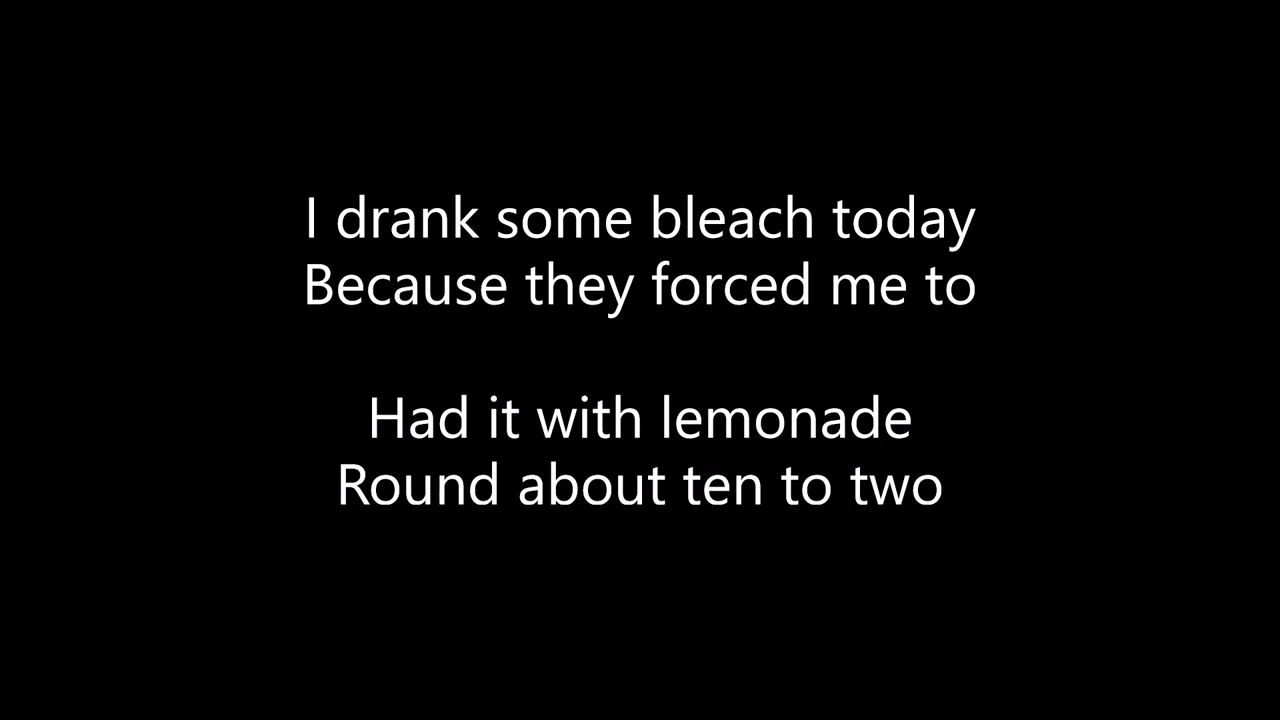 I drank some bleach today
Because they forced me to
Had it with lemonade
Round about ten to two